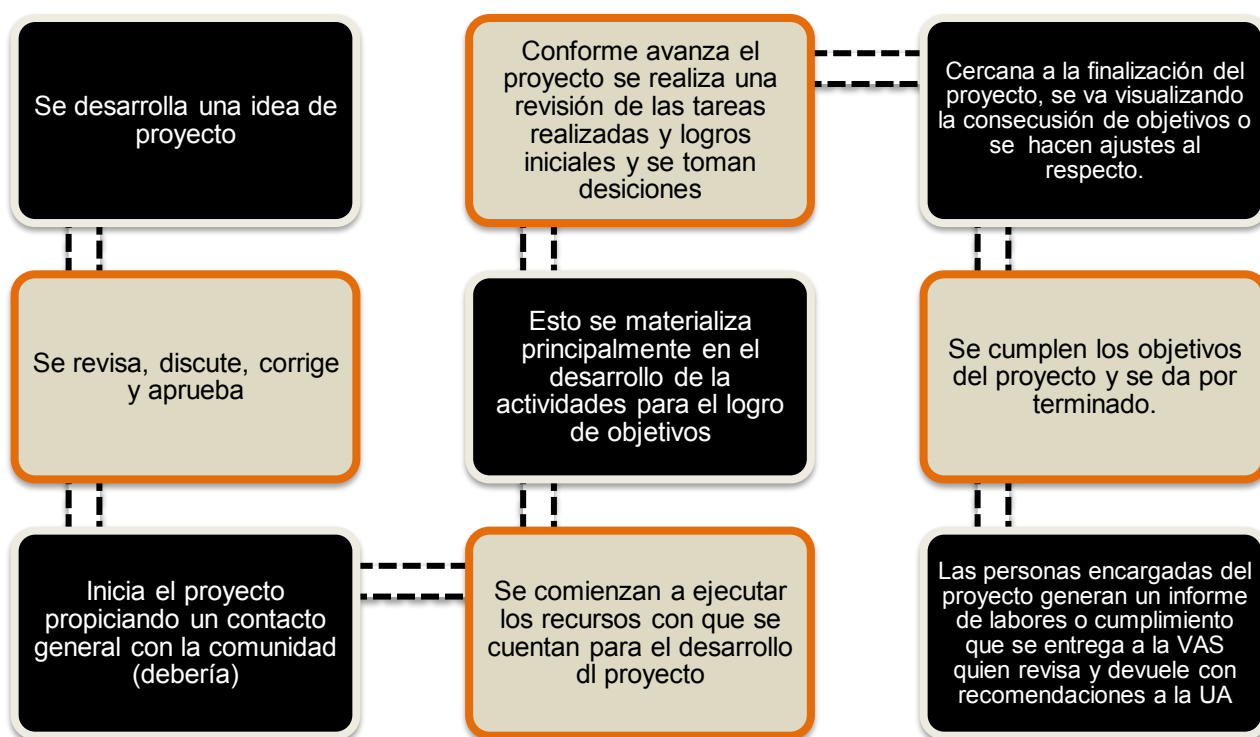 Se desarrolla una idea de
proyecto
Se revisa, discute, corrige
y aprueba
Inicia el proyecto
propiciando un contacto
general con la comunidad
(debería)
Se comienzan a ejecutar
los recursos con que se
cuentan para el desarrollo
dl proyecto
Esto se materializa
principalmente en el
desarrollo de la
actividades para el logro
de objetivos
Conforme avanza el
proyecto se realiza una
revisión de las tareas
realizadas y logros
iniciales y se toman
desiciones
Cercana a la finalización del
proyecto, se va visualizando
la consecusión de objetivos o
se hacen ajustes al
respecto.
Se cumplen los objetivos
del proyecto y se da por
terminado.
Las personas encargadas del
proyecto generan un informe
de labores o cumplimiento
que se entrega a la VAS
quien revisa y devuele con
recomendaciones a la UA